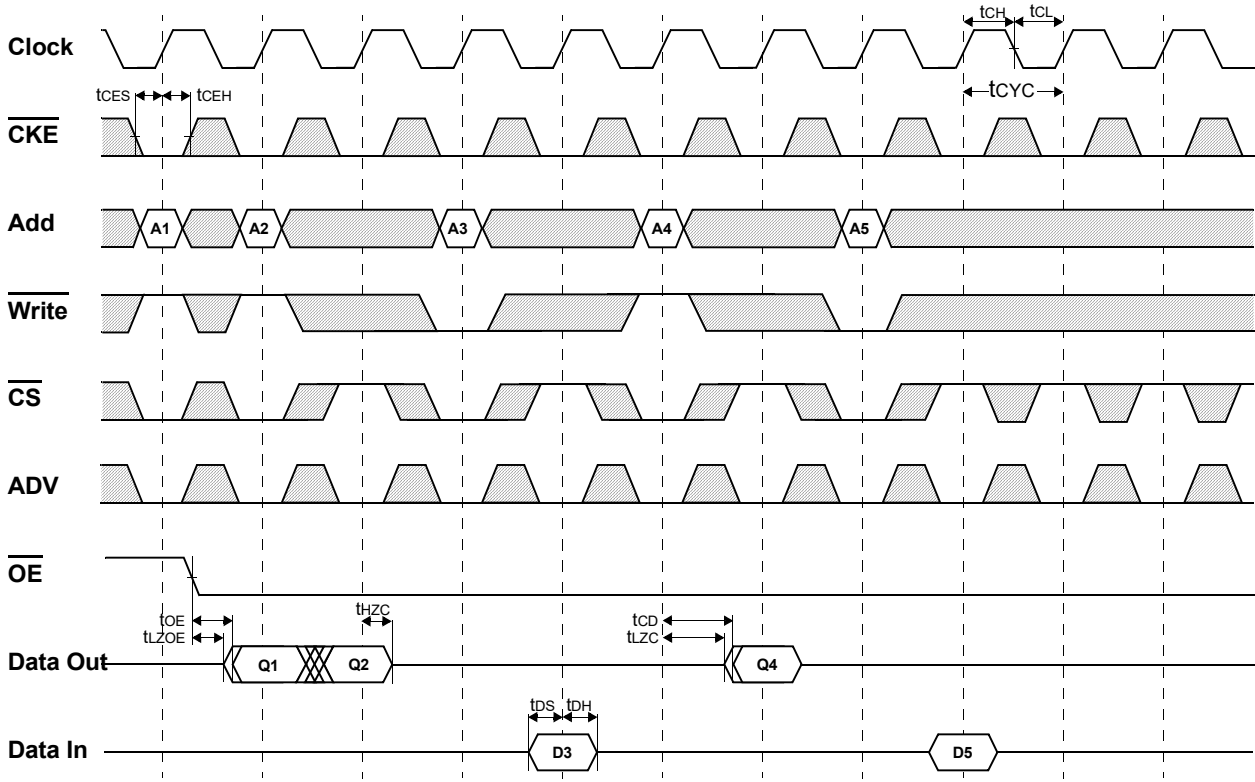 tCH tCL
Clock
tCYC
tCES tCEH
CKE
Add A1 A2 A3 A4 A5
Write
CS
ADV
OE
tOE tHZC tCD
tLZOE tLZC
Data Out Q1 Q2 Q4
tDS tDH
Data In D3 D5